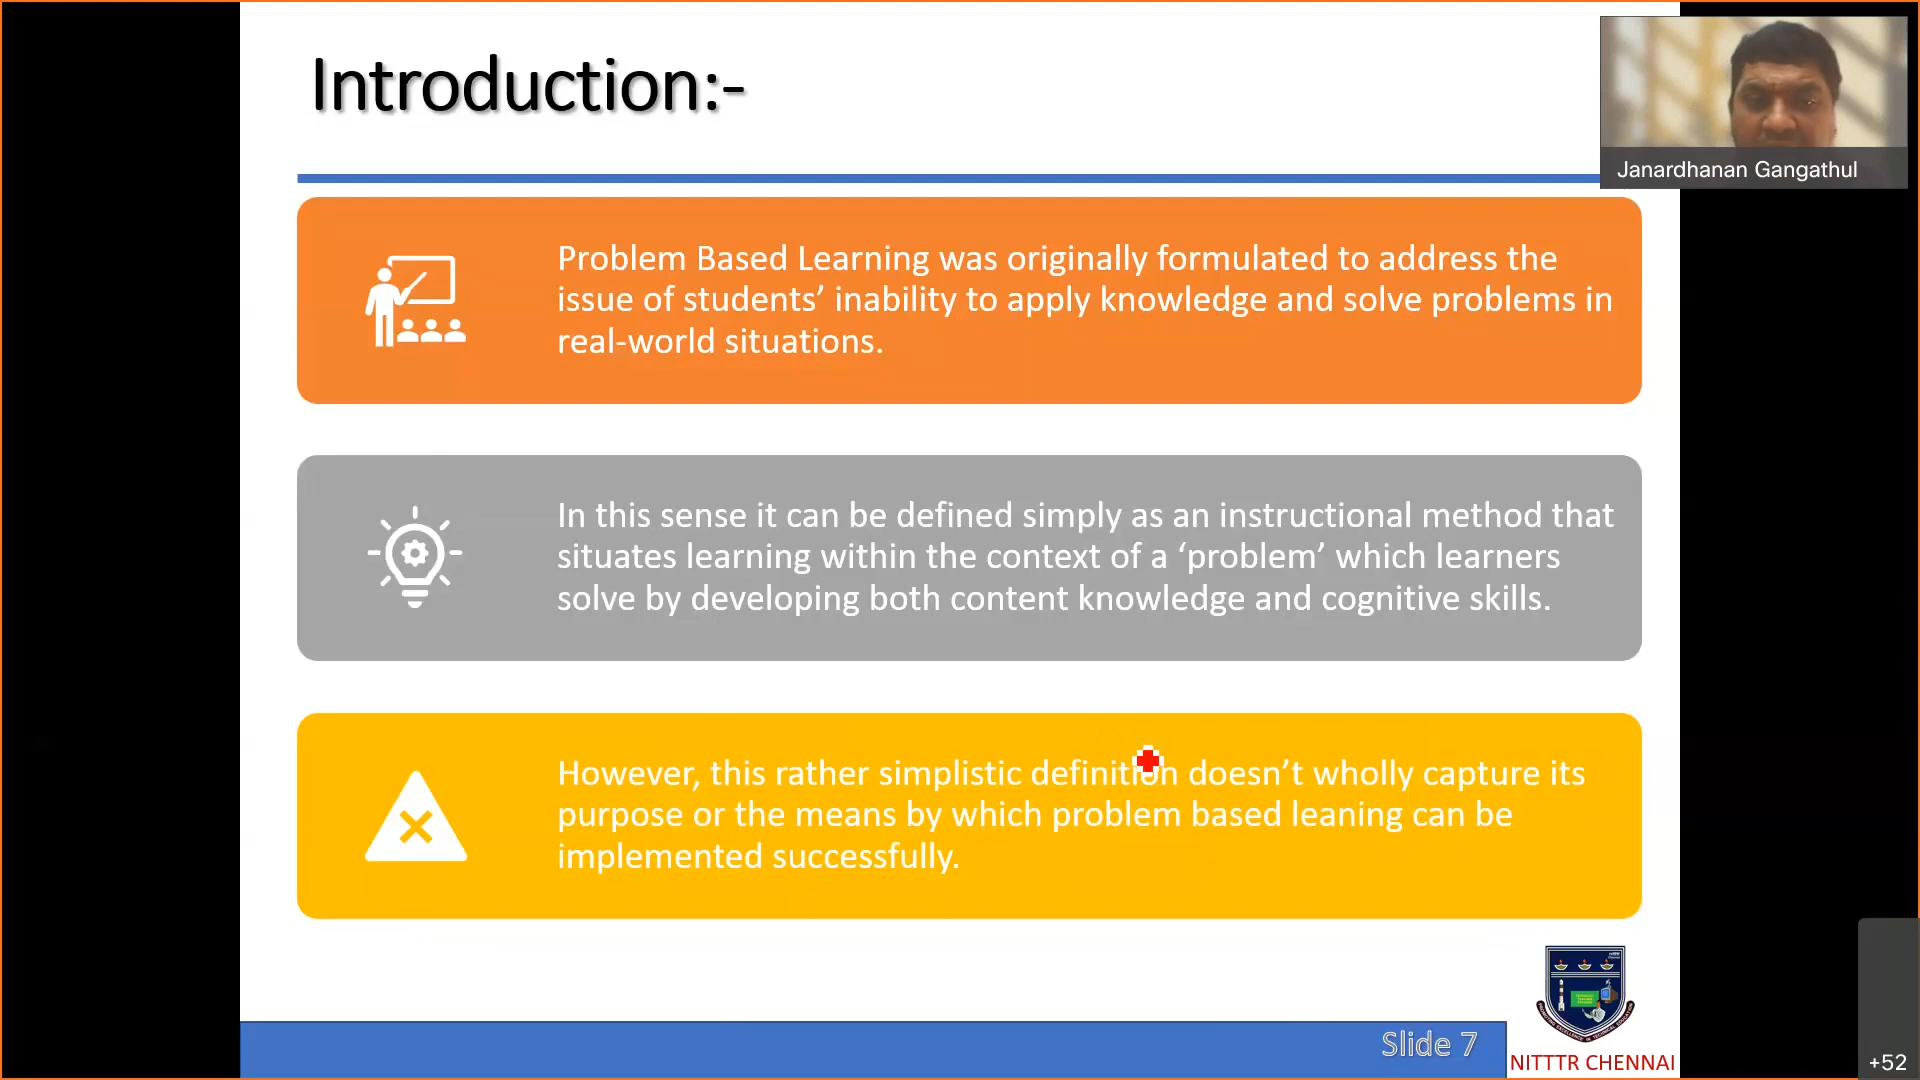 Introduction:-
Janardhanan Gangathul
Problem Based Learning was originally formulated to address the
issue of students’ inability to apply knowledge and solve problems in
real-world situations.
In this sense it can be defined simply as an instructional method that
situates learning within the context of a ‘problem’ which learners
solve by developing both content knowledge and cognitive skills.
However, this rather simplistic definition doesn’t wholly capture its
purpose or the means by which problem based leaning can be
implemented successfully.
Slide 7
NITTTR CHENNAI
+52